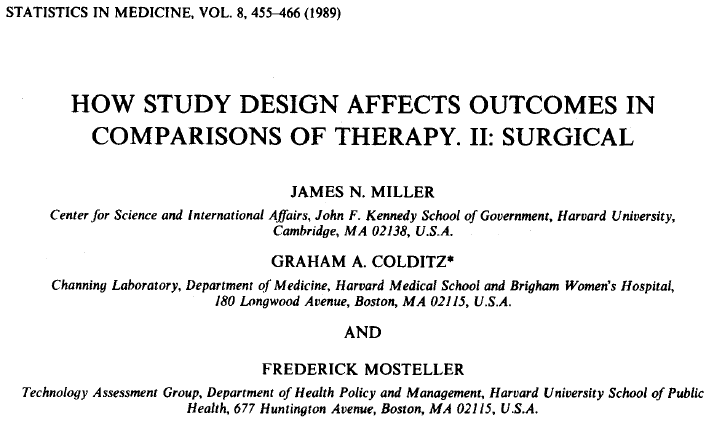 STATISTICS IN MEDICINE, VOL. 8, 455–466 (1989)
HOW STUDY DESIGN AFFECTS OUTCOMES IN
COMPARISONS OF THERAPY. II: SURGICAL
JAMES N. MILLER
Center for Science and International Affairs, John F. Kennedy School of Government, Harvard University,
Cambridge, MA 02138, U.S.A.
GRAHAM A. COLDITZ*
Channing Laboratory, Department of Medicine, Harvard Medical School and Brigham Women's Hospital,
180 Longwood Avenue, Boston, MA 02115, U.S.A.
AND
FREDERICK MOSTELLER
Technology Assessment Group, Department of Health Policy and Management, Harvard University School of Public
Health, 677 Huntington Avenue, Boston, MA 02115, U.S.A.